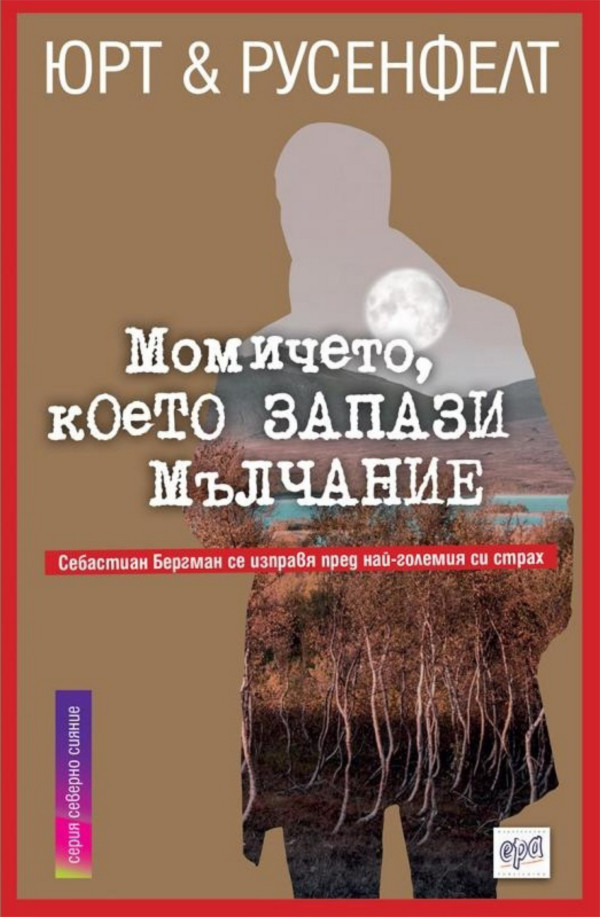 ЮРТ & РУСЕНФЕЛТ
Момичето,
което ЗАПАЗИ
МЪЛЧАНИЕ
Себастиан Бергман се изправя пред най-големия си страх
серия северно сияние
ера